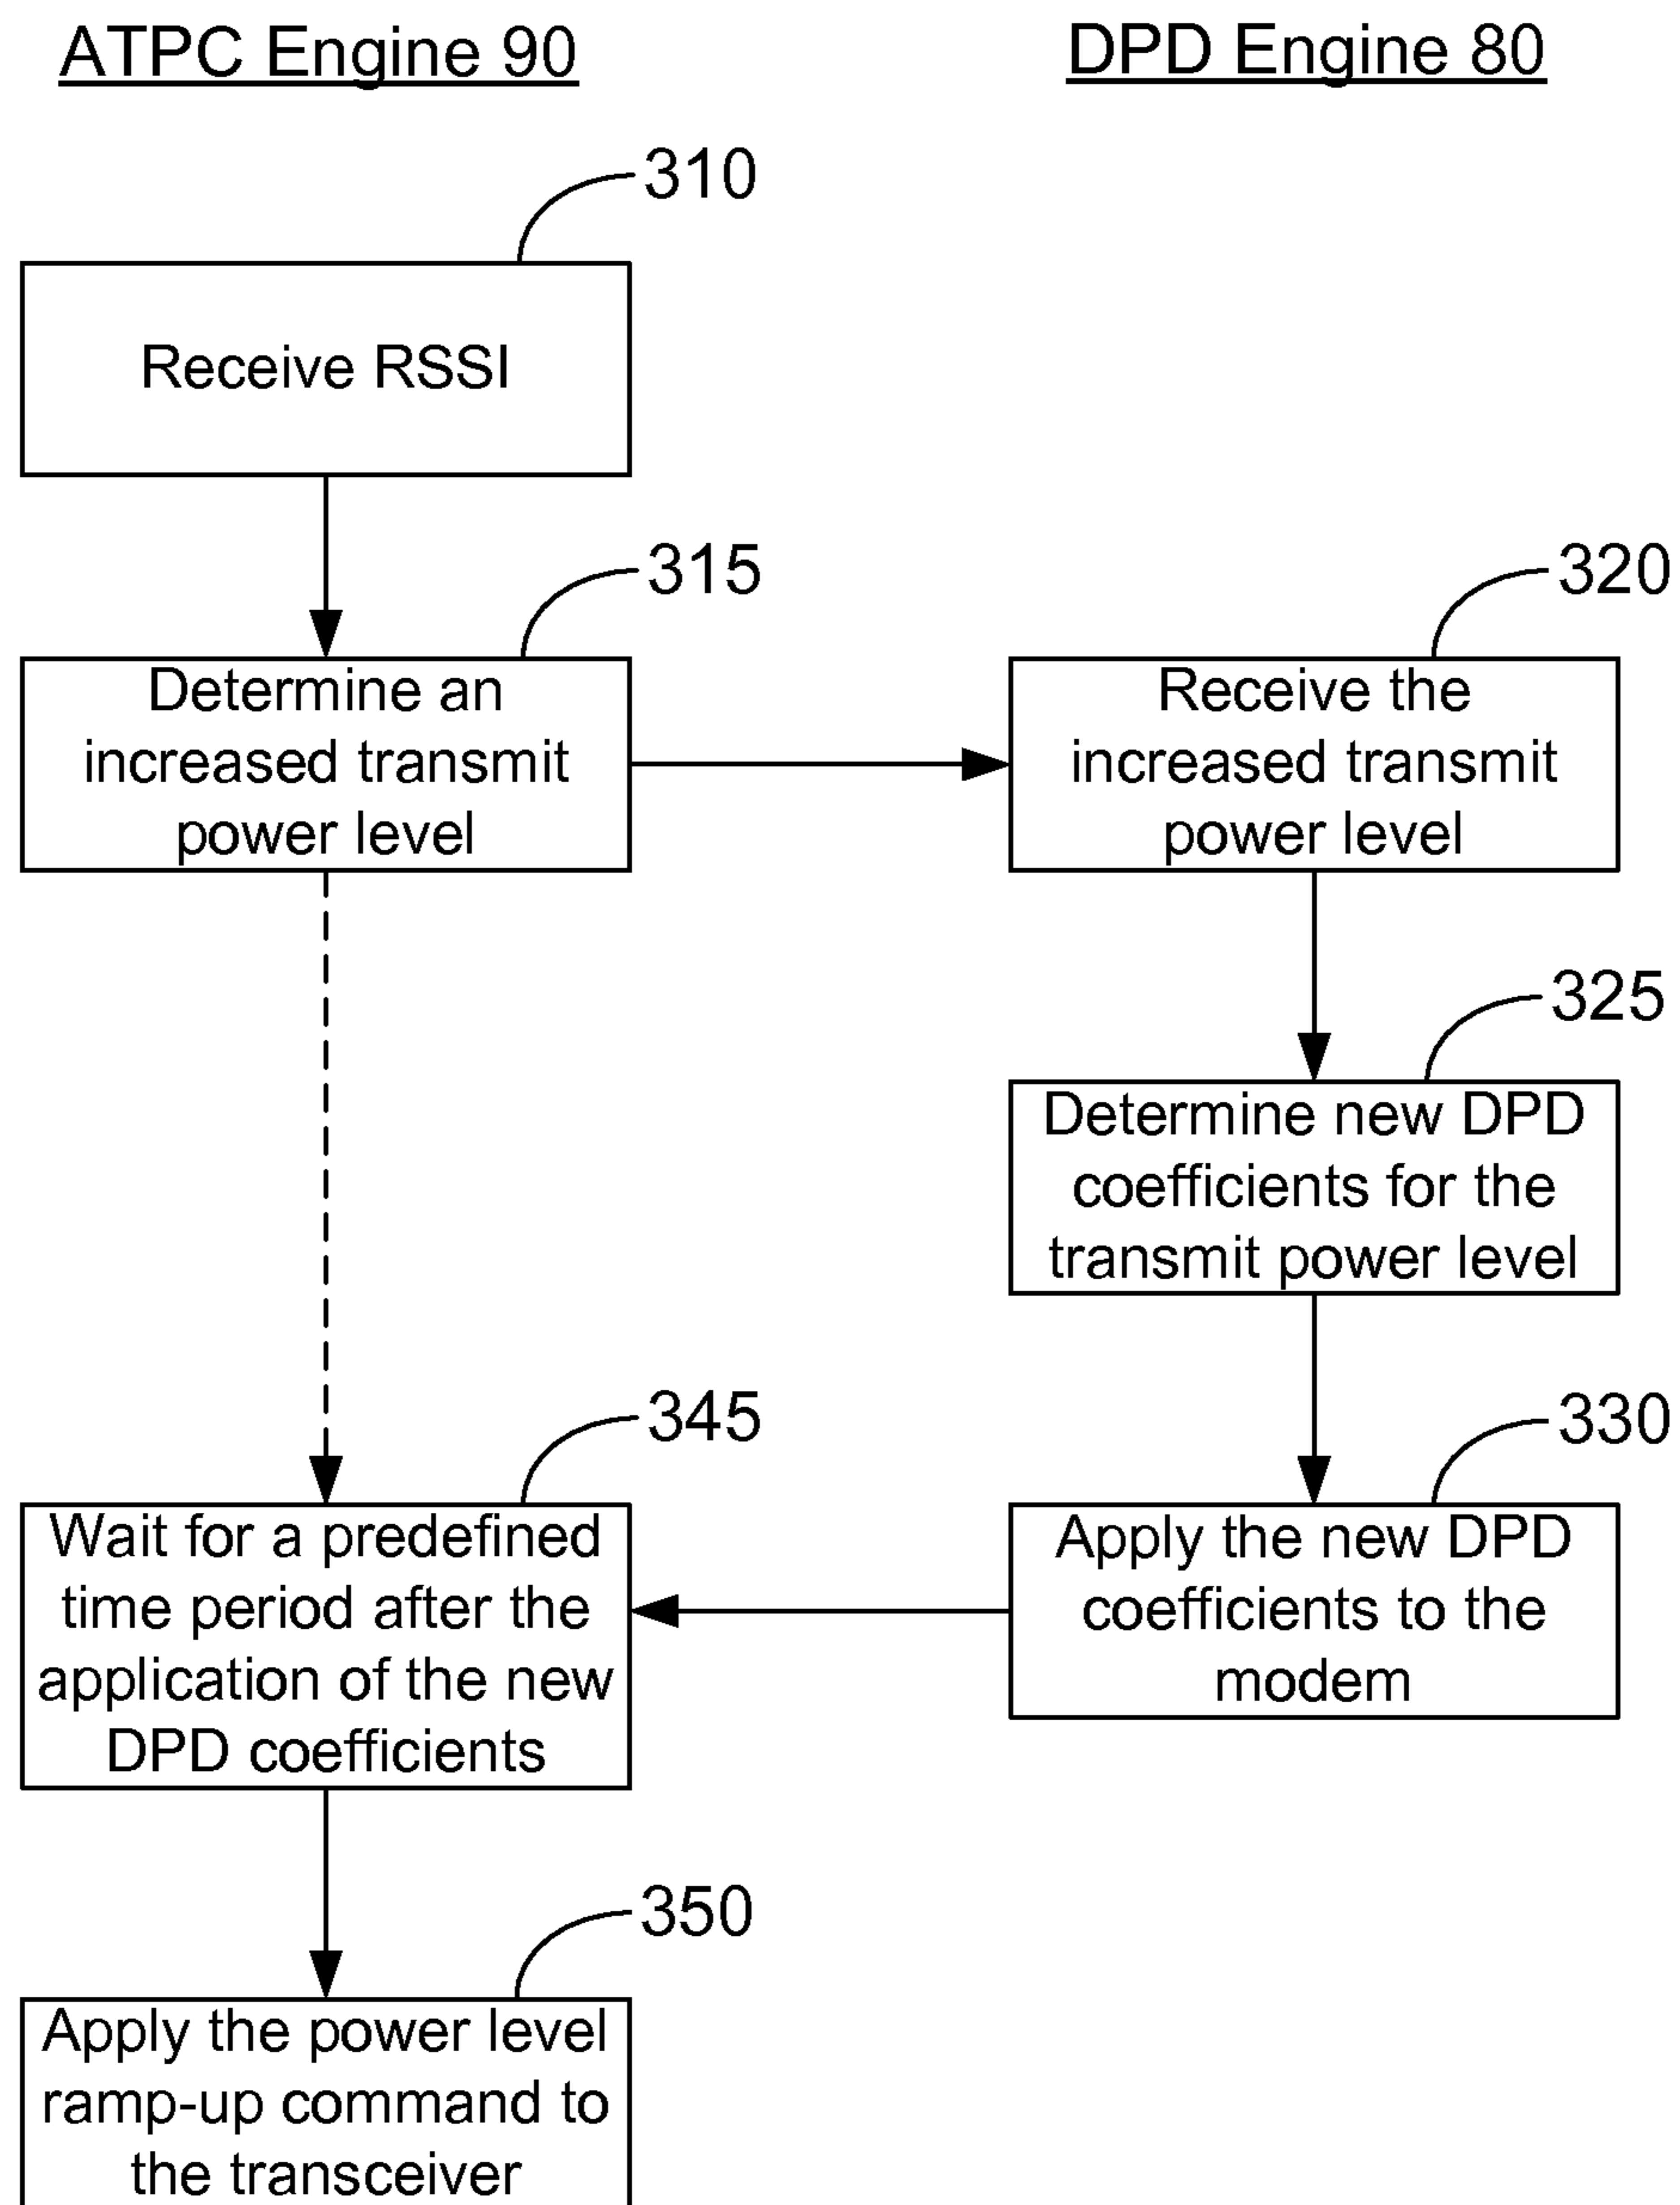 ATPC Engine 90
DPD Engine 80
310
Receive RSSI
315
Determine an
increased transmit
power level
320
Receive the
increased transmit
power level
325
Determine new DPD
coefficients for the
transmit power level
345
Wait for a predefined
time period after the
application of the new
DPD coefficients
330
Apply the new DPD
coefficients to the
modem
350
Apply the power level
ramp-up command to
the transceiver